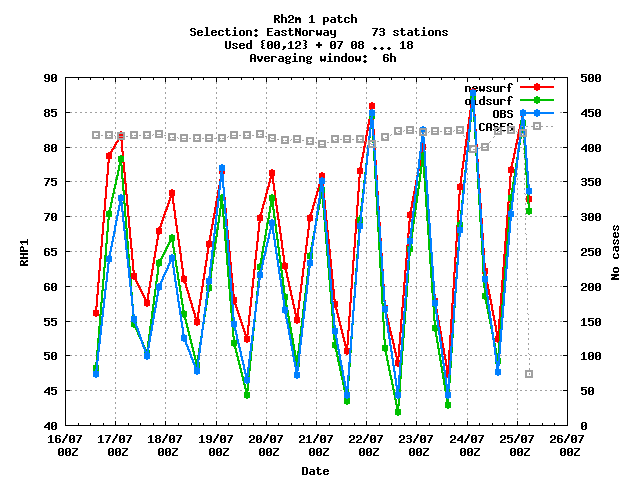 Rh2m 1 patch
Selection: EastNorway 73 stations
Used {00,12} + 07 08 ... 18
Averaging window: 6h
newsurf
oldsurf
OBS
CASES
RHP1
90
85
80
75
70
65
60
55
50
45
40
500
450
400
350
300
250
200
150
100
50
0
No cases
16/07 17/07 18/07 19/07 20/07 21/07 22/07 23/07 24/07 25/07 26/07
00Z 00Z 00Z 00Z 00Z 00Z 00Z 00Z 00Z 00Z 00Z
Date